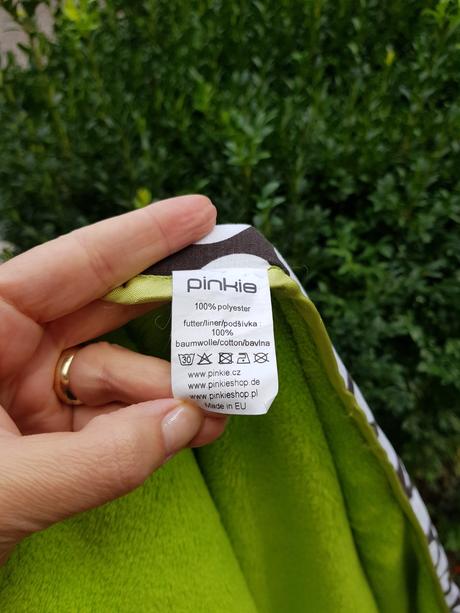 pinkie
100% polyester
futter/liner/podšívka
100%
baumwolle/cotton/bavlna
30
www.pinkie.cz
www.pinkieshop.de
www.pinkieshop.pl
Made in EU